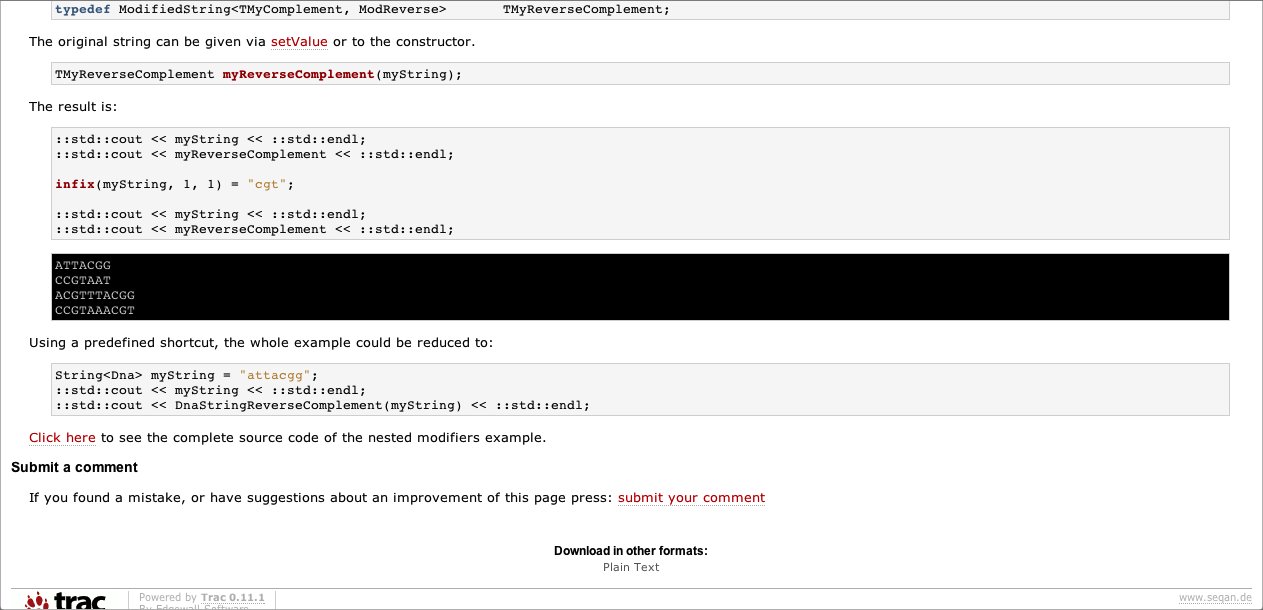 typedef ModifiedString<TMyComplement, ModReverse>       TMyReverseComplement;
The original string can be given via setValue or to the constructor.
TMyReverseComplement myReverseComplement(myString);
The result is:
::std::cout << myString << ::std::endl;
::std::cout << myReverseComplement << ::std::endl;
infix(myString, 1, 1) = "cgt";
::std::cout << myString << ::std::endl;
::std::cout << myReverseComplement << ::std::endl;
ATTACGG
CCGTAAT
ACGTTTACGG
CCGTAAACGT
Using a predefined shortcut, the whole example could be reduced to:
String<Dna> myString = "attacgg";
::std::cout << myString << ::std::endl;
::std::cout << DnaStringReverseComplement(myString) << ::std::endl;
Click here to see the complete source code of the nested modifiers example.
Submit a comment
If you found a mistake, or have suggestions about an improvement of this page press: submit your comment
Download in other formats:
Plain Text
trac
Powered by Trac 0.11.1
By Edgewall Software
www.seqan.de